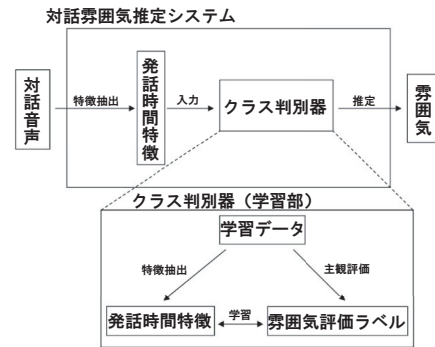 対話雰囲気推定システム
対話音声
特徴抽出
発話時間特徴
入力
クラス判別器
推定
雰囲気
クラス判別器（学習部）
学習データ
特徴抽出
主観評価
発話時間特徴
学習
雰囲気評価ラベル